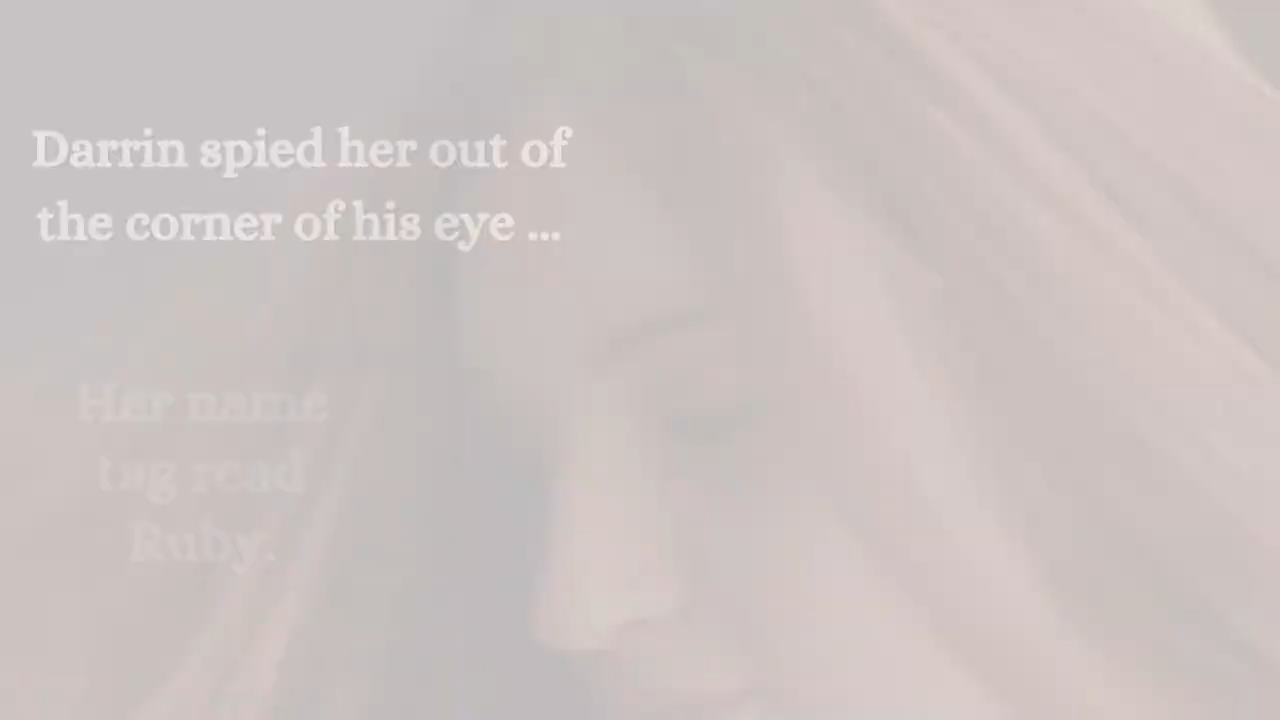 Darrin spied her out of
the corner of his eye ...
Her name
tag read
Ruby.